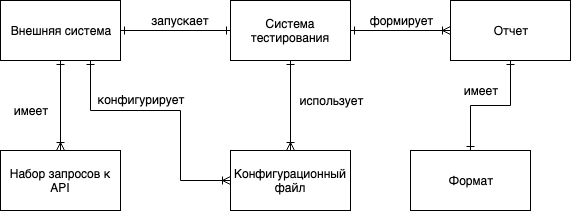 запускает
формирует
Внешняя система
Система
тестирования
Отчет
имеет
конфигурирует
использует
имеет
Набор запросов к
API
Конфигурационный
файл
Формат